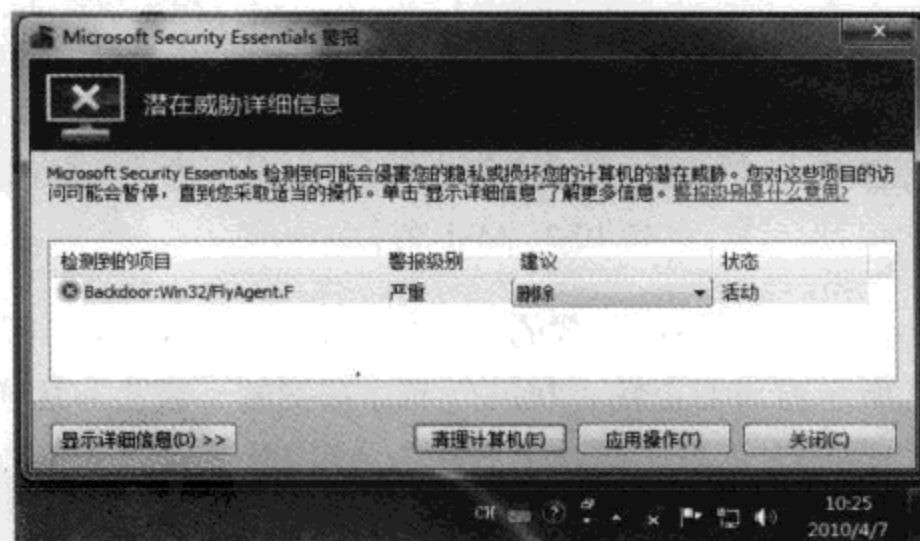 Microsoft Security Essentials 警报
潜在威胁详细信息
Microsoft Security Essentials 检测到可能会侵害您的隐私或损坏您的计算机的潜在威胁。您对这些项目的访
问可能会暂停，直到您采取适当的操作。单击"显示详细信息"了解更多信息。警报级别是什么意思?
检测到的项目 警报级别 建议 状态
Backdoor:Win32/FlyAgent.F 严重 删除 活动
显示详细信息(D) >> 清理计算机(E) 应用操作(T) 关闭(C)
CH 10:25
2010/4/7